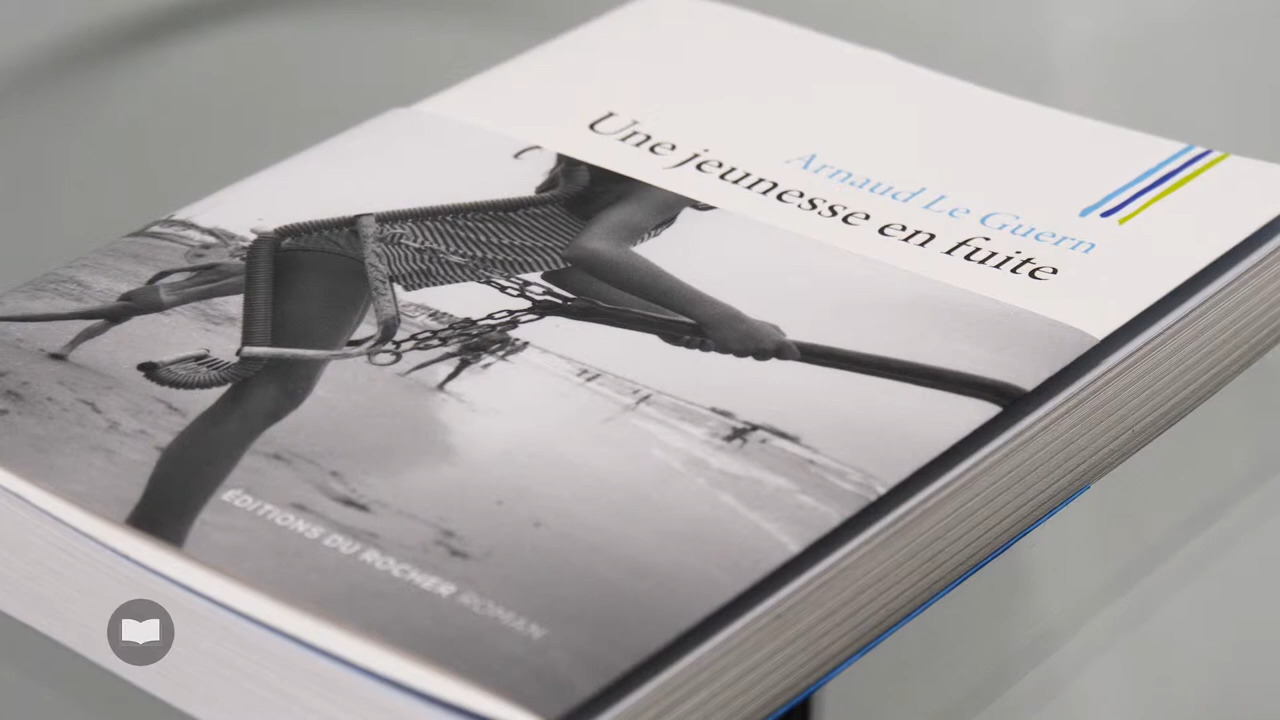 Arnaud Le Guern
Une jeunesse en fuite
ÉDITIONS DU ROCHER ROMAN